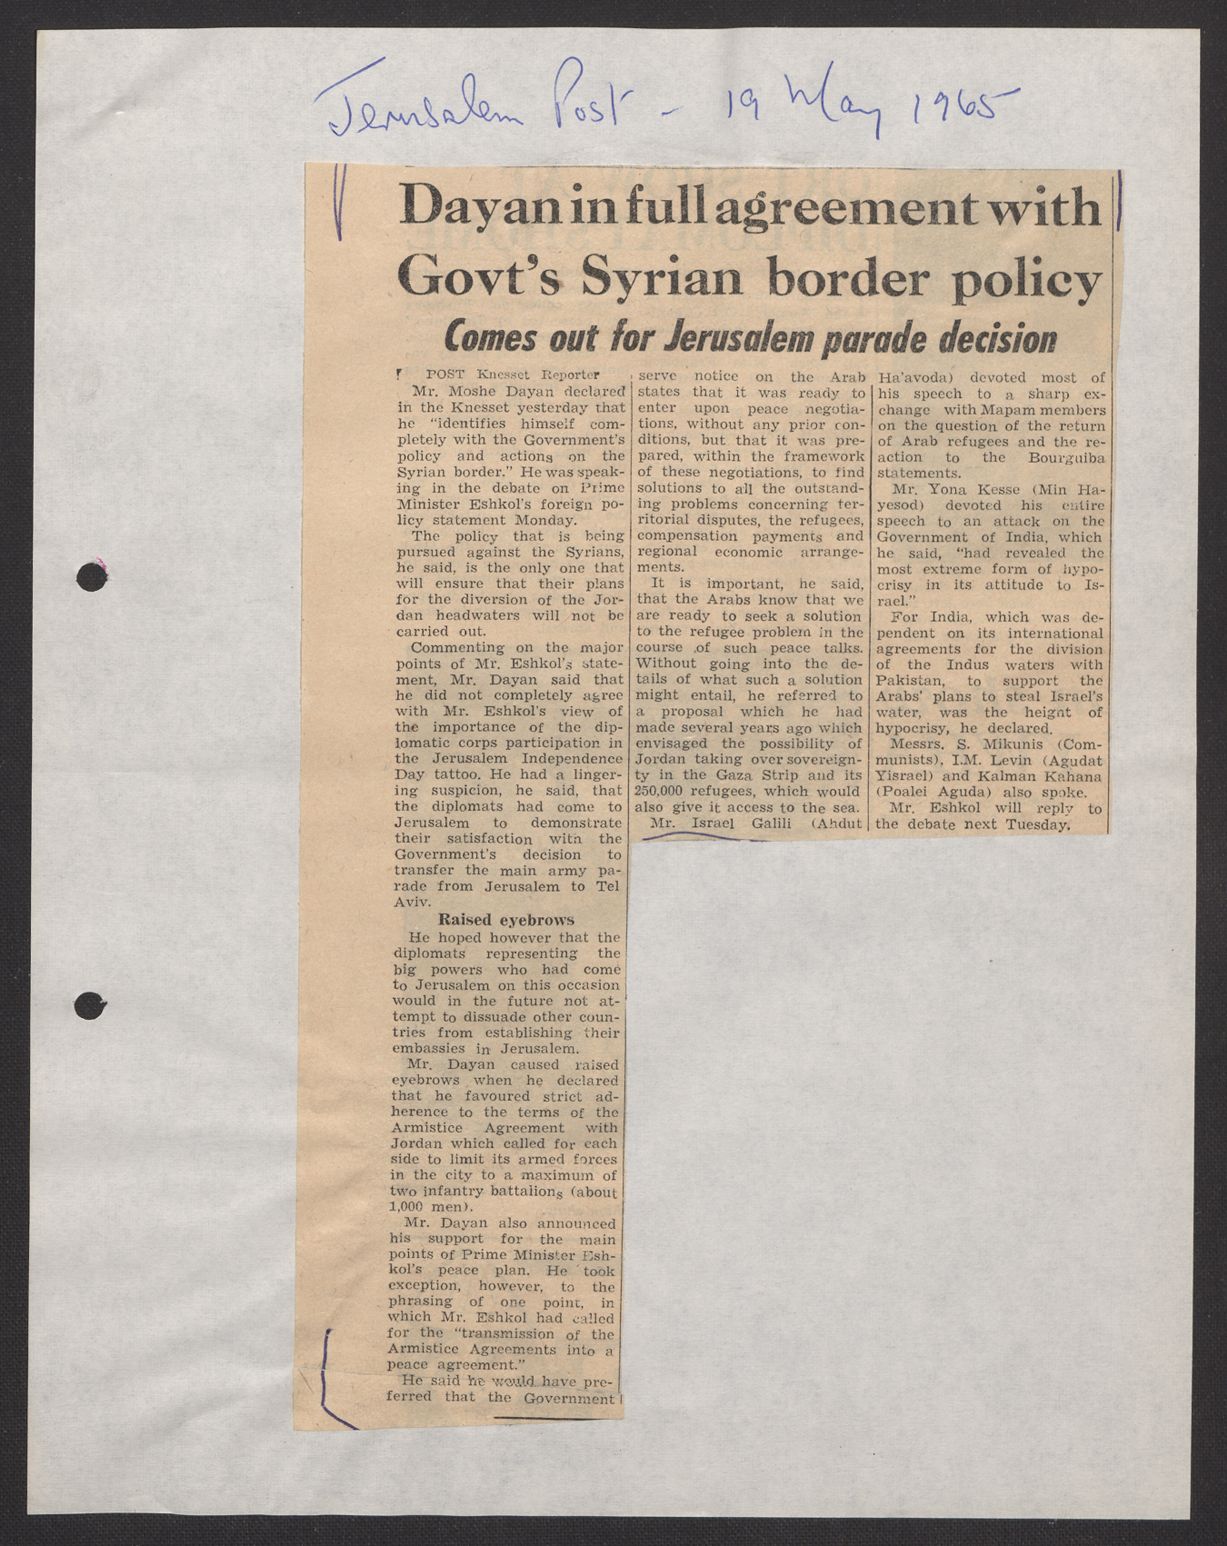 Jerusalem Post - 19 May 1965
Dayan in full agreement with
Govt's Syrian border policy
Comes out for Jerusalem parade decision
POST Knesset Reporter
Mr. Moshe Dayan declared
in the Knesset yesterday that
he "identifies himself com-
pletely with the Government's
policy and actions on the
Syrian border." He was speak-
ing in the debate on Prime
Minister Eshkol's foreign po-
licy statement Monday.
The policy that is being
pursued against the Syrians,
he said, is the only one that
will ensure that their plans
for the diversion of the Jor-
dan headwaters will not be
carried out.
Commenting on the major
points of Mr. Eshkol's state-
ment, Mr. Dayan said that
he did not completely agree
with Mr. Eshkol's view of
the importance of the dip-
lomatic corps participation in
the Jerusalem Independence
Day tattoo. He had a linger-
ing suspicion, he said, that
the diplomats had come to
Jerusalem to demonstrate
their satisfaction with the
Government's decision to
transfer the main army pa-
rade from Jerusalem to Tel
Aviv.
Raised eyebrows
He hoped however that the
diplomats representing the
big powers who had come
to Jerusalem on this occasion
would in the future not at-
tempt to dissuade other coun-
tries from establishing their
embassies in Jerusalem.
Mr. Dayan caused raised
eyebrows when he declared
that he favoured strict ad-
herence to the terms of the
Armistice Agreement with
Jordan which called for each
side to limit its armed forces
in the city to a maximum of
two infantry battalions (about
1,000 men).
Mr. Dayan also announced
his support for the main
points of Prime Minister Esh-
kol's peace plan. He took
exception, however, to the
phrasing of one point, in
which Mr. Eshkol had called
for the "transmission of the
Armistice Agreements into a
peace agreement."
He said he would have pre-
ferred that the Government
serve notice on the Arab
states that it was ready to
enter upon peace negotia-
tions, without any prior con-
ditions, but that it was pre-
pared, within the framework
of these negotiations, to find
solutions to all the outstand-
ing problems concerning ter-
ritorial disputes, the refugees,
compensation payments and
regional economic arrange-
ments.
It is important, he said,
that the Arabs know that we
are ready to seek a solution
to the refugee problem in the
course of such peace talks.
Without going into the de-
tails of what such a solution
might entail, he referred to
a proposal which he had
made several years ago which
envisaged the possibility of
Jordan taking over sovereign-
ty in the Gaza Strip and its
250,000 refugees, which would
also give it access to the sea.
Mr. Israel Galili (Ahdut
Ha'avoda) devoted most of
his speech to a sharp ex-
change with Mapam members
on the question of the return
of Arab refugees and the re-
action to the Bourguiba
statements.
Mr. Yona Kesse (Min Ha-
yesod) devoted his entire
speech to an attack on the
Government of India, which
he said, "had revealed the
most extreme form of hypo-
crisy in its attitude to Is-
rael."
For India, which was de-
pendent on its international
agreements for the division
of the Indus waters with
Pakistan, to support the
Arabs' plans to steal Israel's
water, was the height of
hypocrisy, he declared.
Messrs. S. Mikunis (Com-
munists), I.M. Levin (Agudat
Yisrael) and Kalman Kahana
(Poalei Aguda) also spoke.
Mr. Eshkol will reply to
the debate next Tuesday.